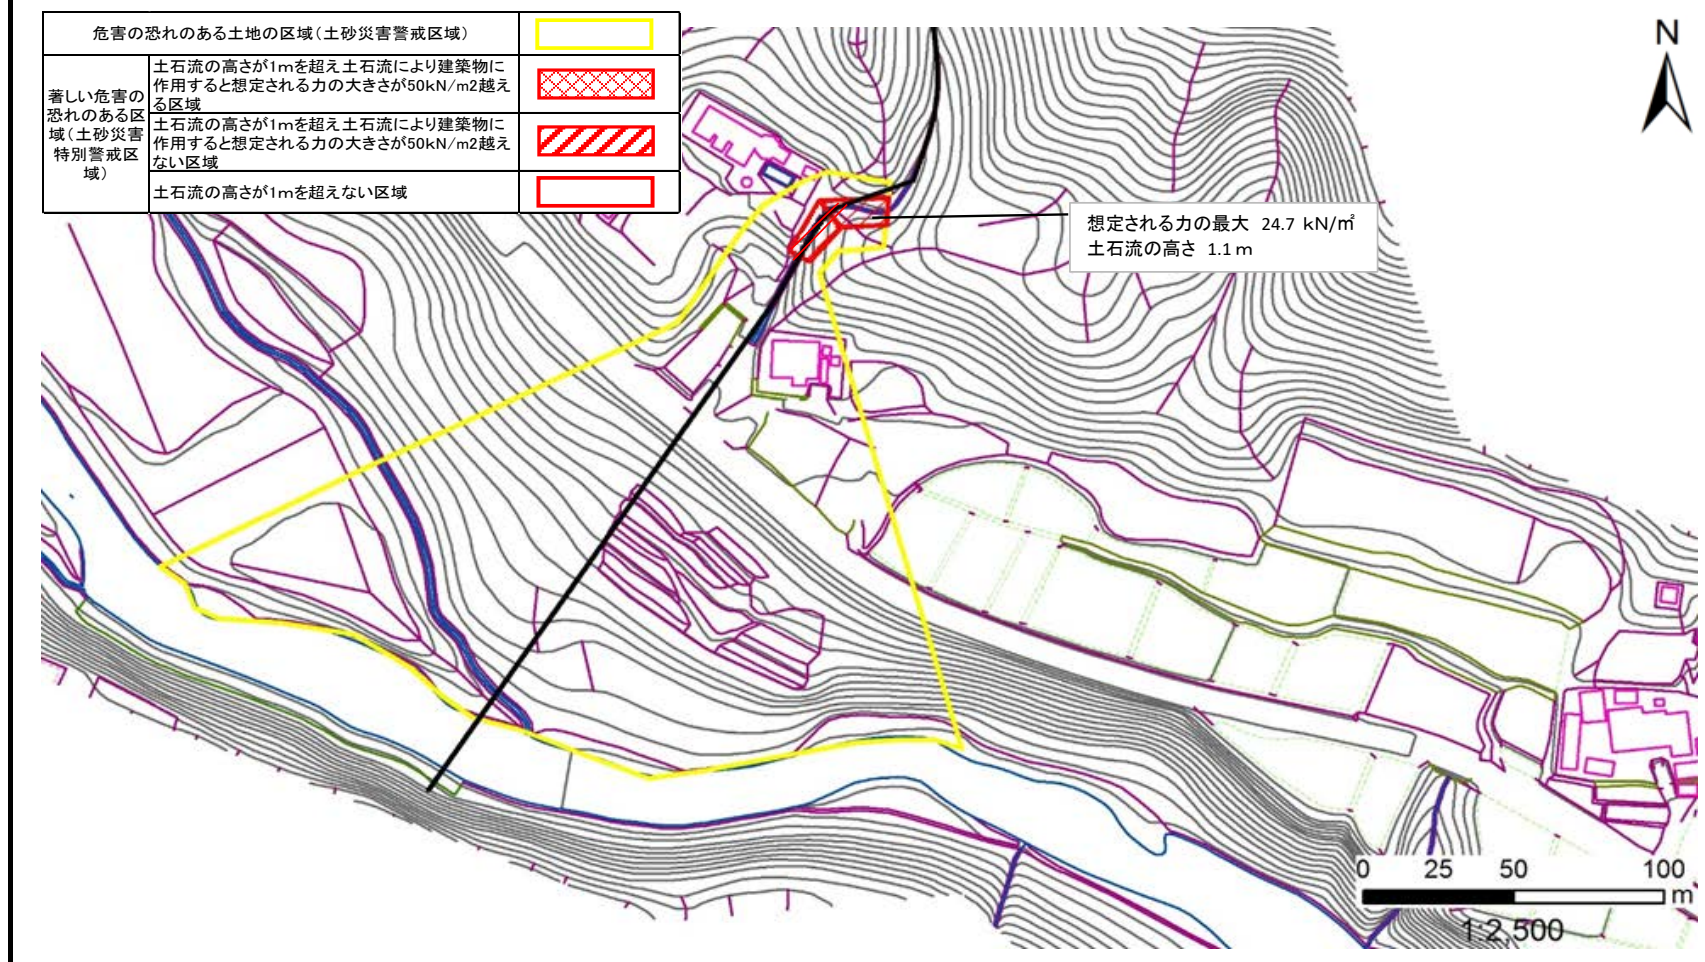 危害の恐れのある土地の区域(土砂災害警戒区域)
著しい危害の
恐れのある区
域(土砂災害
特別警戒区
域)
土石流の高さが1mを超え土石流により建築物に
作用すると想定される力の大きさが50kN/m2越え
る区域
土石流の高さが1mを超え土石流により建築物に
作用すると想定される力の大きさが50kN/m2越え
ない区域
土石流の高さが1mを超えない区域
N
想定される力の最大 24.7 kN/㎡
土石流の高さ 1.1 m
0 25 50 100
m
1:2,500